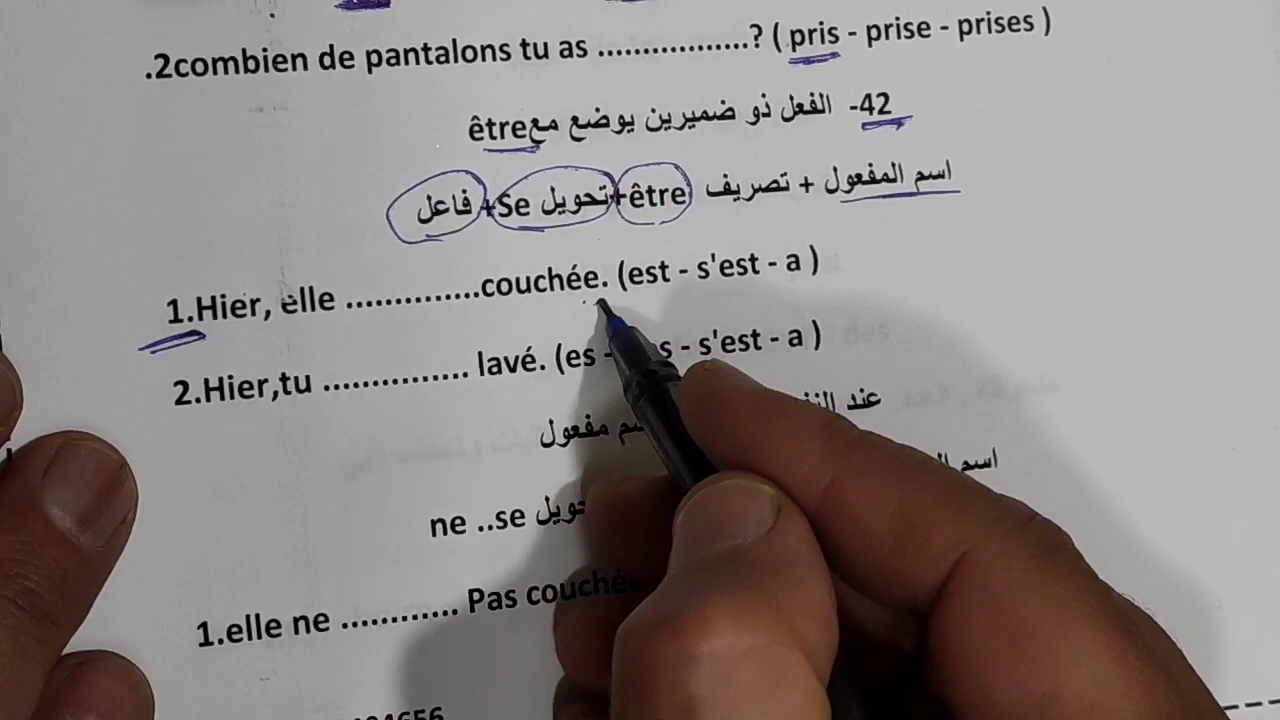 .2combien de pantalons tu as .................? ( pris - prise - prises )
42- الفعل ذو ضميرين يوضع مع être
فاعل +Se تحويل +être تصريف + اسم المفعول
1.Hier, elle ..............couchée. (est - s'est - a )
2.Hier,tu ............... lavé. (es - s - s'est - a )
عند
مفعول
اسم
ne ..se
1.elle ne ............ Pas couché